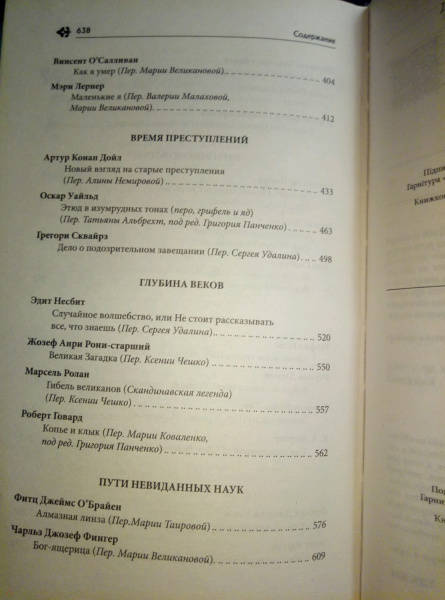 638 Содержание
Винсент О'Салливан
Как я умер (Пер. Марии Великановой) 404
Мэри Лернер
Маленькие я (Пер. Валерии Малаховой,
Марии Великановой) 412
ВРЕМЯ ПРЕСТУПЛЕНИЙ
Артур Конан Дойл
Новый взгляд на старые преступления
(Пер. Алины Немировой) 433
Оскар Уайльд
Этюд в изумрудных тонах (перо, грифель и яд)
(Пер. Татьяны Альбрехт, под ред. Григория Панченко) 463
Грегори Сквайрз
Дело о подозрительном завещании (Пер. Сергея Удалина) 498
ГЛУБИНА ВЕКОВ
Эдит Несбит
Случайное волшебство, или Не стоит рассказывать
все, что знаешь (Пер. Сергея Удалина) 520
Жозеф Анри Рони-старший
Великая Загадка (Пер. Ксении Чешко) 550
Марсель Ролан
Гибель великанов (Скандинавская легенда)
(Пер. Ксении Чешко) 557
Роберт Говард
Копье и клык (Пер. Марии Коваленко,
под ред. Григория Панченко) 562
ПУТИ НЕВИДАННЫХ НАУК
Фитц Джеймс О'Брайен
Алмазная линза (Пер.Марии Таировой) 576
Чарльз Джозеф Фингер
Бог-ящерица (Пер. Марии Великановой) 609
Гарнітура